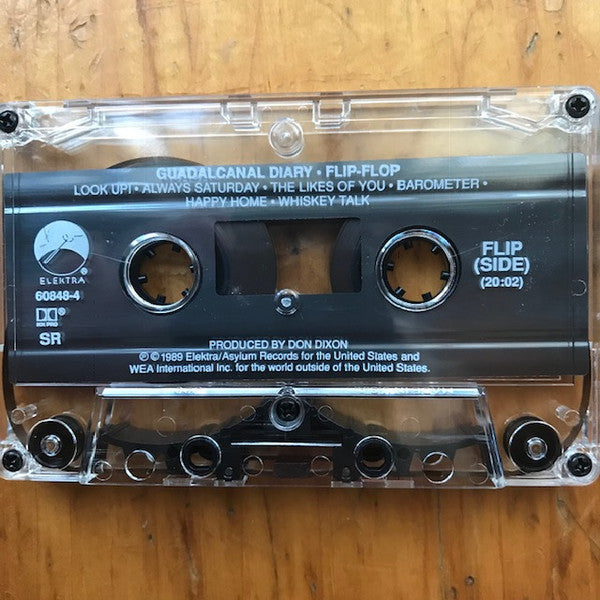 GUADALCANAL DIARY • FLIP-FLOP
LOOK UP! • ALWAYS SATURDAY • THE LIKES OF YOU • BAROMETER •
HAPPY HOME • WHISKEY TALK
ELEKTRA®
60848-4
DOLBY HX PRO
SR
FLIP
(SIDE)
(20:02)
PRODUCED BY DON DIXON
℗ © 1989 Elektra/Asylum Records for the United States and
WEA International Inc. for the world outside of the United States.